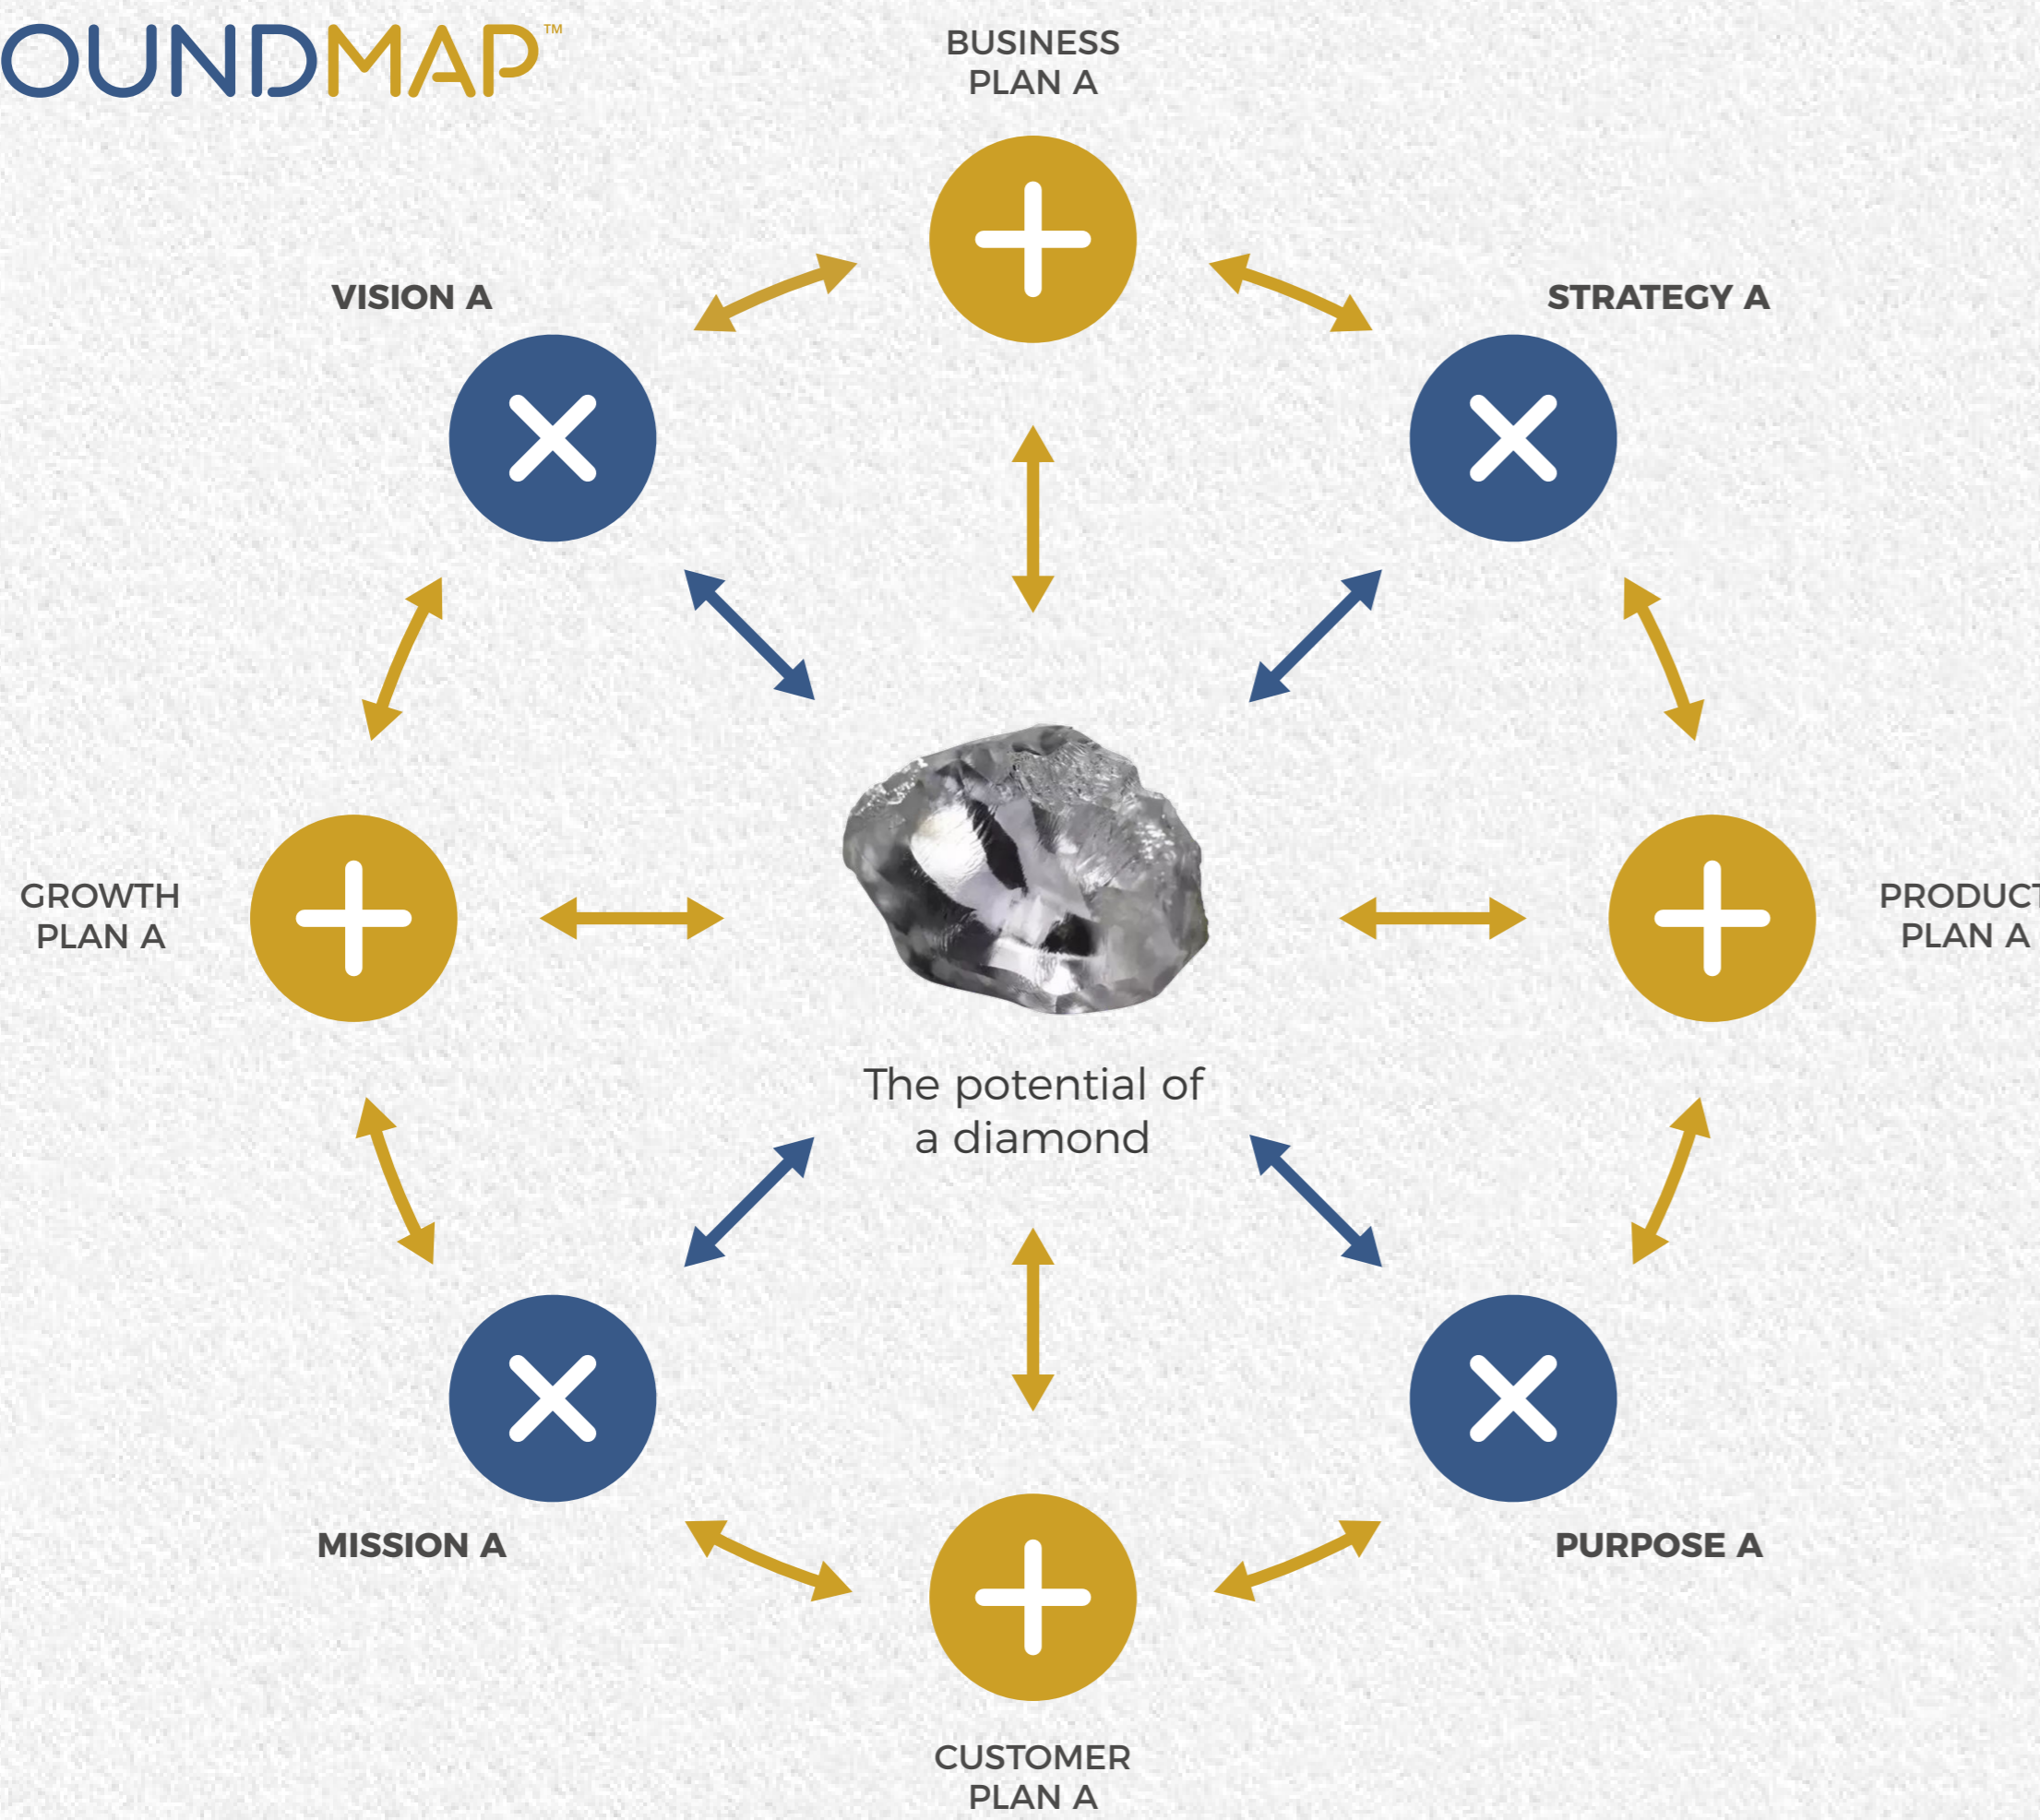 OUNDMAP™
BUSINESS
PLAN A
VISION A
STRATEGY A
GROWTH
PLAN A
PRODUCT
PLAN A
The potential of
a diamond
MISSION A
PURPOSE A
CUSTOMER
PLAN A